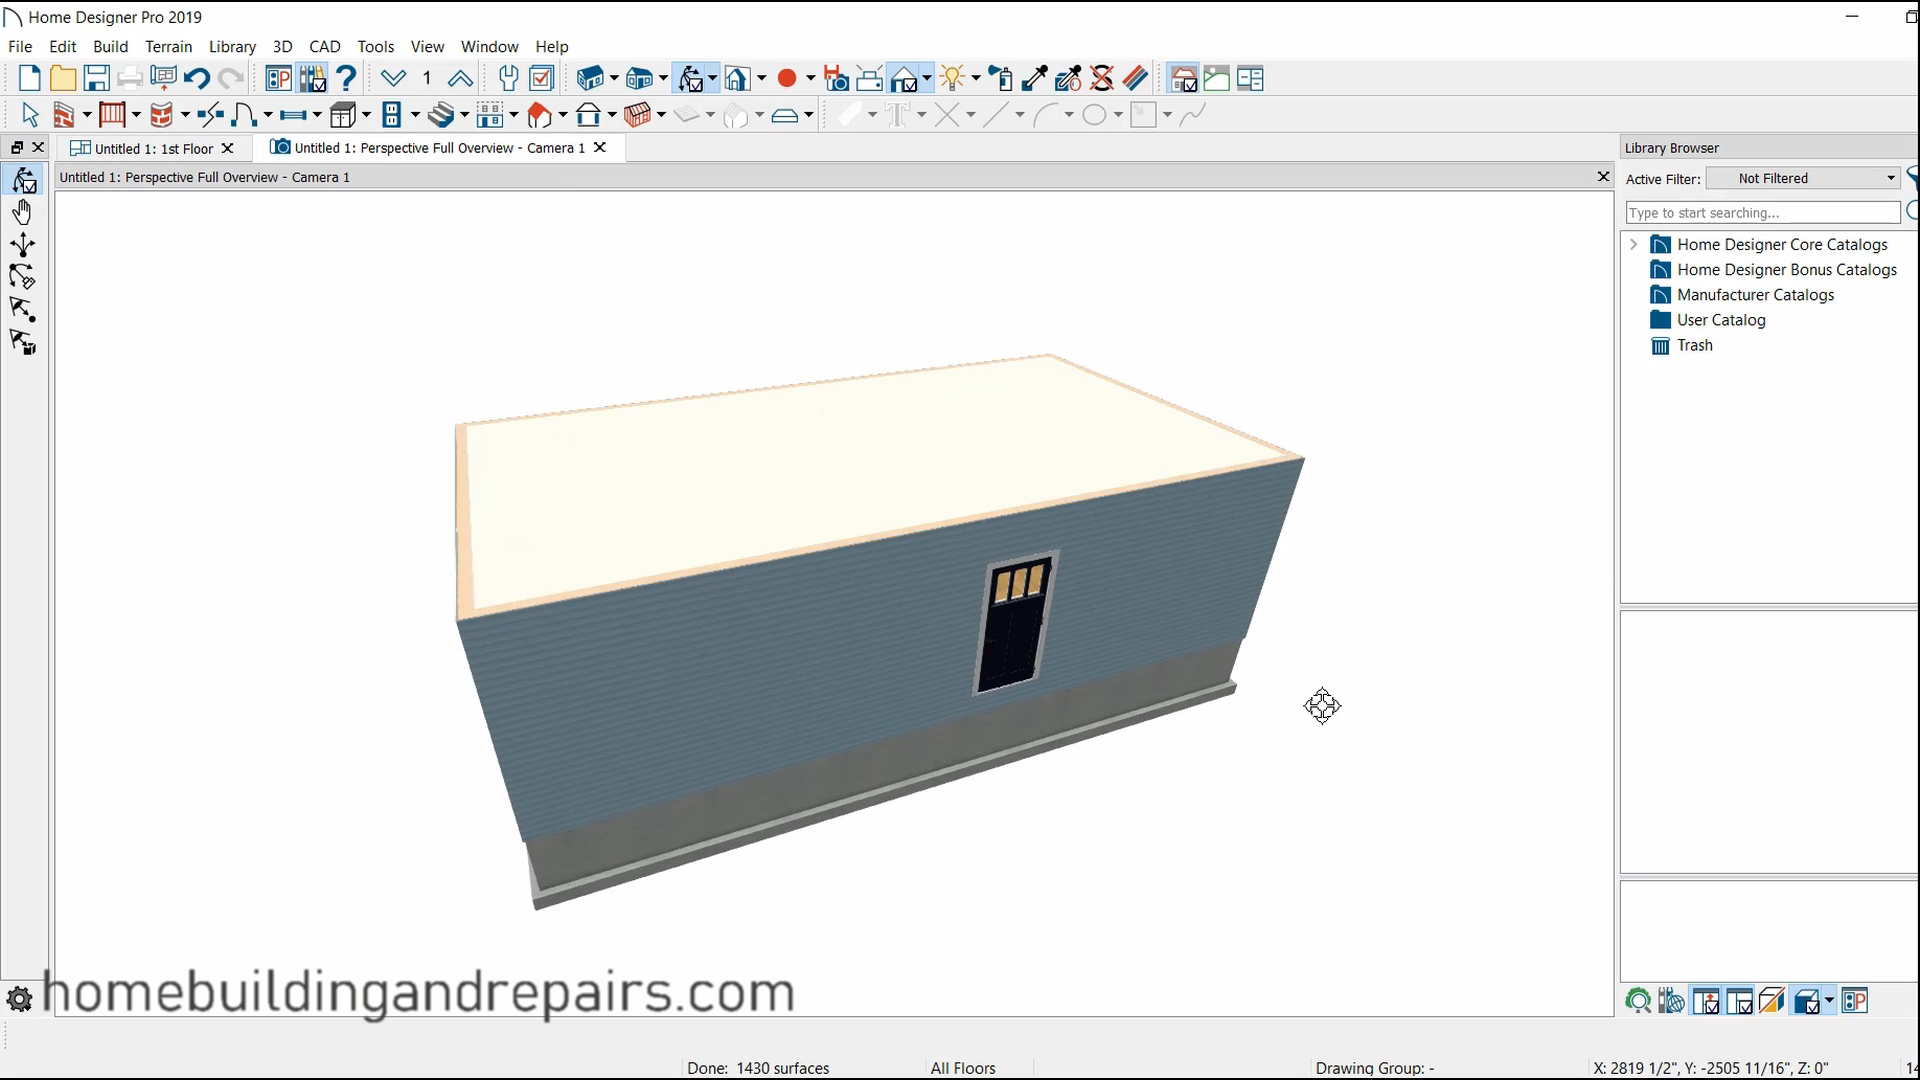 Home Designer Pro 2019
File Edit Build Terrain Library 3D CAD Tools View Window Help
1
Untitled 1: 1st Floor
Untitled 1: Perspective Full Overview - Camera 1
Untitled 1: Perspective Full Overview - Camera 1
Library Browser
Active Filter: Not Filtered
Type to start searching...
Home Designer Core Catalogs
Home Designer Bonus Catalogs
Manufacturer Catalogs
User Catalog
Trash
homebuildingandrepairs.com
Done: 1430 surfaces All Floors Drawing Group: - X: 2819 1/2", Y: -2505 11/16", Z: 0"